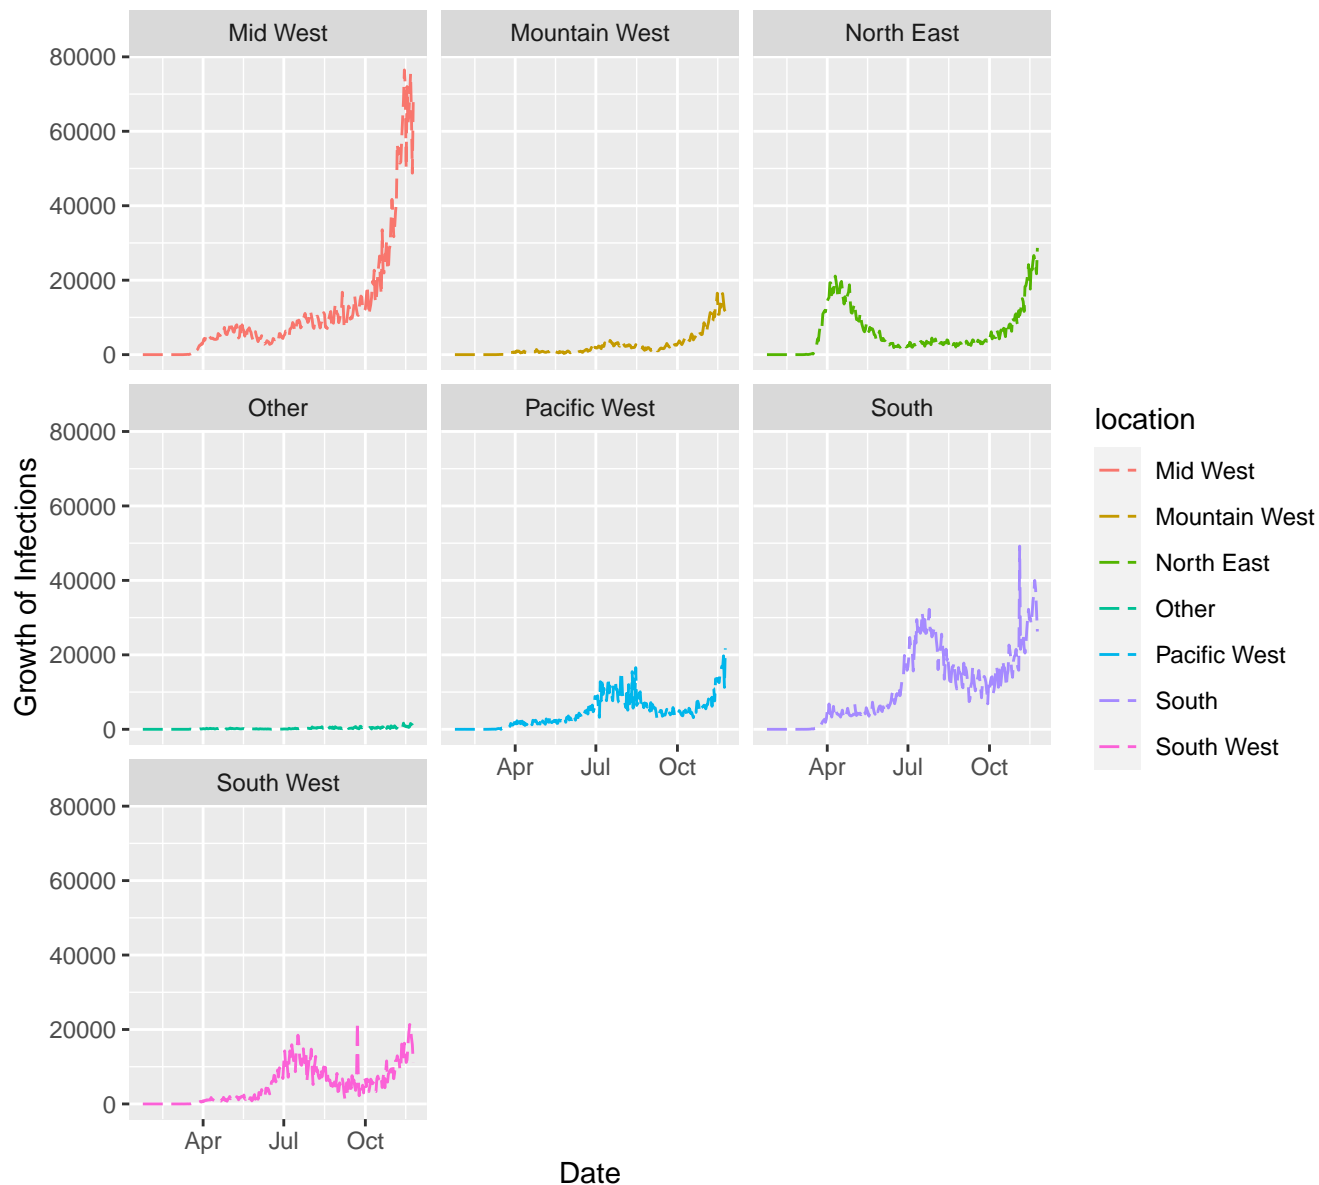 Mid West
Mountain West
North East
80000
60000
40000
20000
0
Other
Pacific West
South
80000
60000
40000
20000
0
Apr
Jul
Oct
Apr
Jul
Oct
South West
80000
60000
40000
20000
0
Apr
Jul
Oct
Growth of Infections
Date
location
Mid West
Mountain West
North East
Other
Pacific West
South
South West